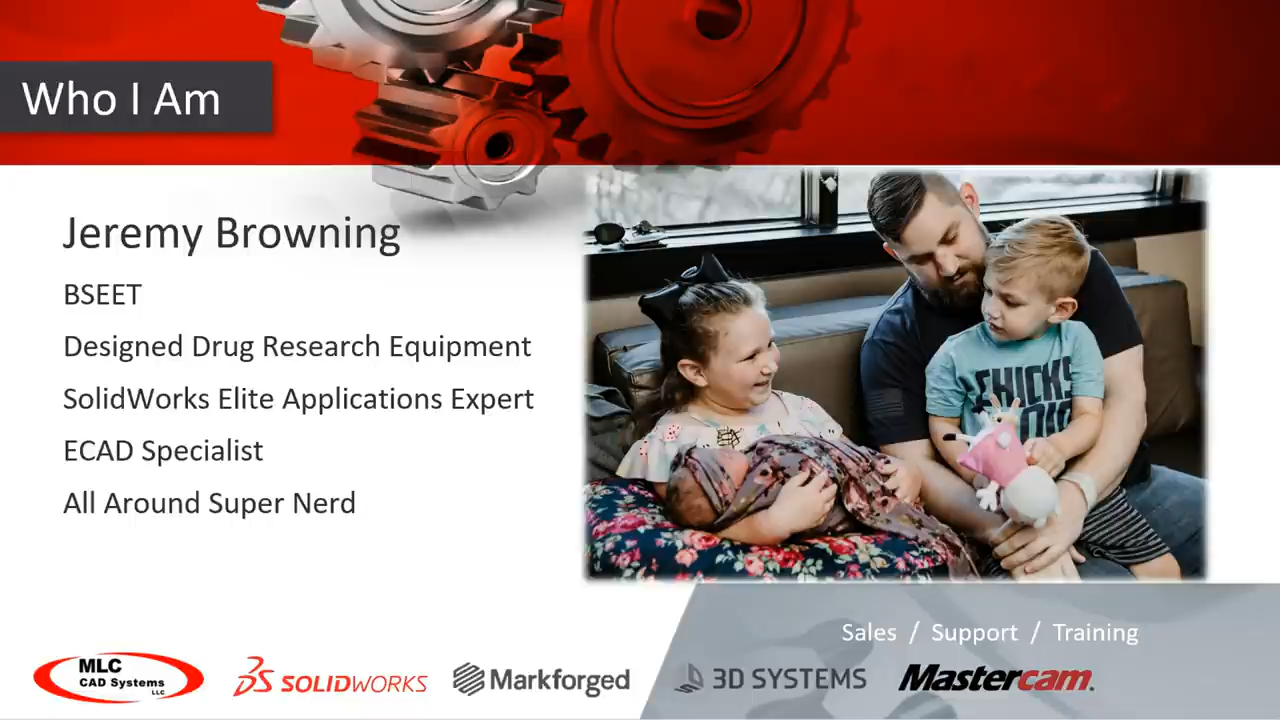 Who I Am
Jeremy Browning
BSEET
Designed Drug Research Equipment
SolidWorks Elite Applications Expert
ECAD Specialist
All Around Super Nerd
CHICKS
Sales / Support / Training
MLC
CAD Systems
LLC
SOLIDWORKS
Markforged
3D SYSTEMS
Mastercam.